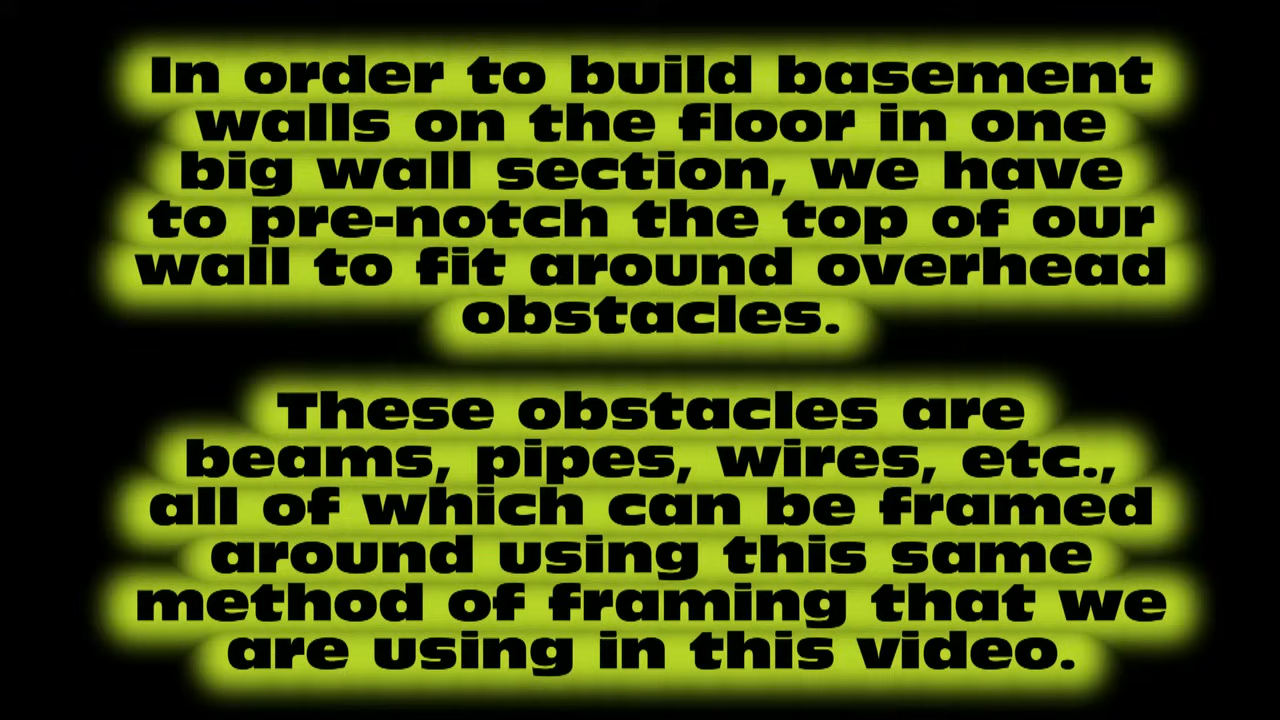 In order to build basement
walls on the floor in one
big wall section, we have
to pre-notch the top of our
wall to fit around overhead
obstacles.
These obstacles are
beams, pipes, wires, etc.,
all of which can be framed
around using this same
method of framing that we
are using in this video.